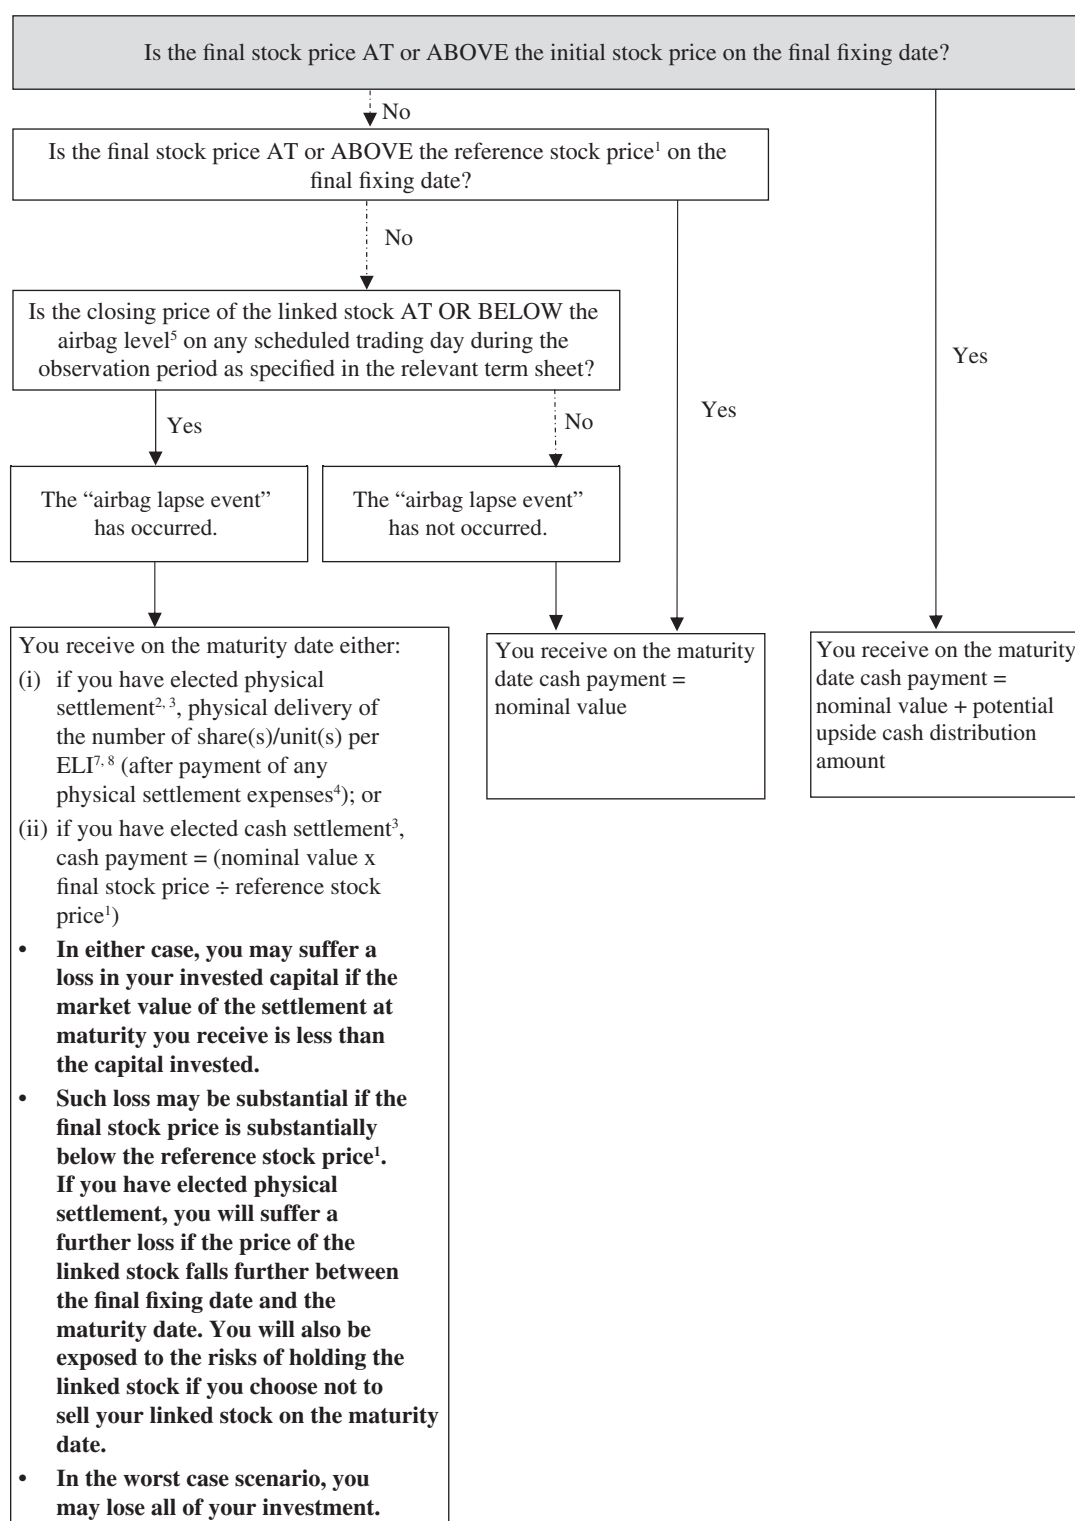 Is the final stock price AT or ABOVE the initial stock price on the final fixing date?
No
Is the final stock price AT or ABOVE the reference stock price¹ on the
final fixing date?
No
Is the closing price of the linked stock AT OR BELOW the
airbag level⁵ on any scheduled trading day during the
observation period as specified in the relevant term sheet?
Yes
Yes
Yes
No
The “airbag lapse event”
has occurred.
The “airbag lapse event”
has not occurred.
You receive on the maturity date either:
(i) if you have elected physical
settlement²,³, physical delivery of
the number of share(s)/unit(s) per
ELI⁷,⁸ (after payment of any
physical settlement expenses⁴); or
(ii) if you have elected cash settlement³,
cash payment = (nominal value x
final stock price ÷ reference stock
price¹)
• In either case, you may suffer a
loss in your invested capital if the
market value of the settlement at
maturity you receive is less than
the capital invested.
• Such loss may be substantial if the
final stock price is substantially
below the reference stock price¹.
If you have elected physical
settlement, you will suffer a
further loss if the price of the
linked stock falls further between
the final fixing date and the
maturity date. You will also be
exposed to the risks of holding the
linked stock if you choose not to
sell your linked stock on the maturity
date.
• In the worst case scenario, you
may lose all of your investment.
You receive on the maturity
date cash payment =
nominal value
You receive on the maturity
date cash payment =
nominal value + potential
upside cash distribution
amount